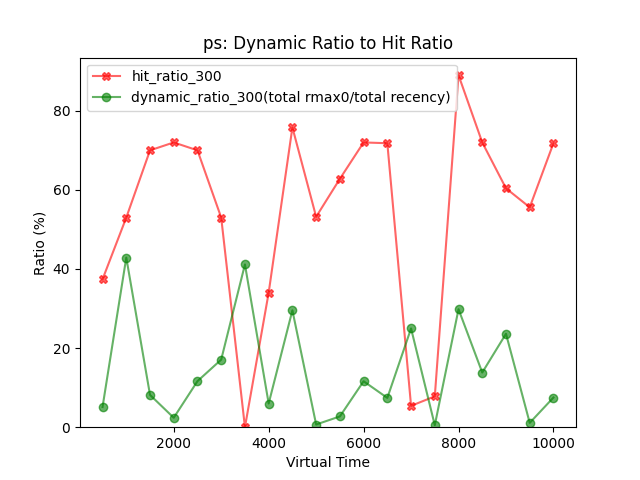 ps: Dynamic Ratio to Hit Ratio
hit_ratio_300
dynamic_ratio_300(total rmax0/total recency)
Ratio (%)
80
60
40
20
0
2000 4000 6000 8000 10000
Virtual Time